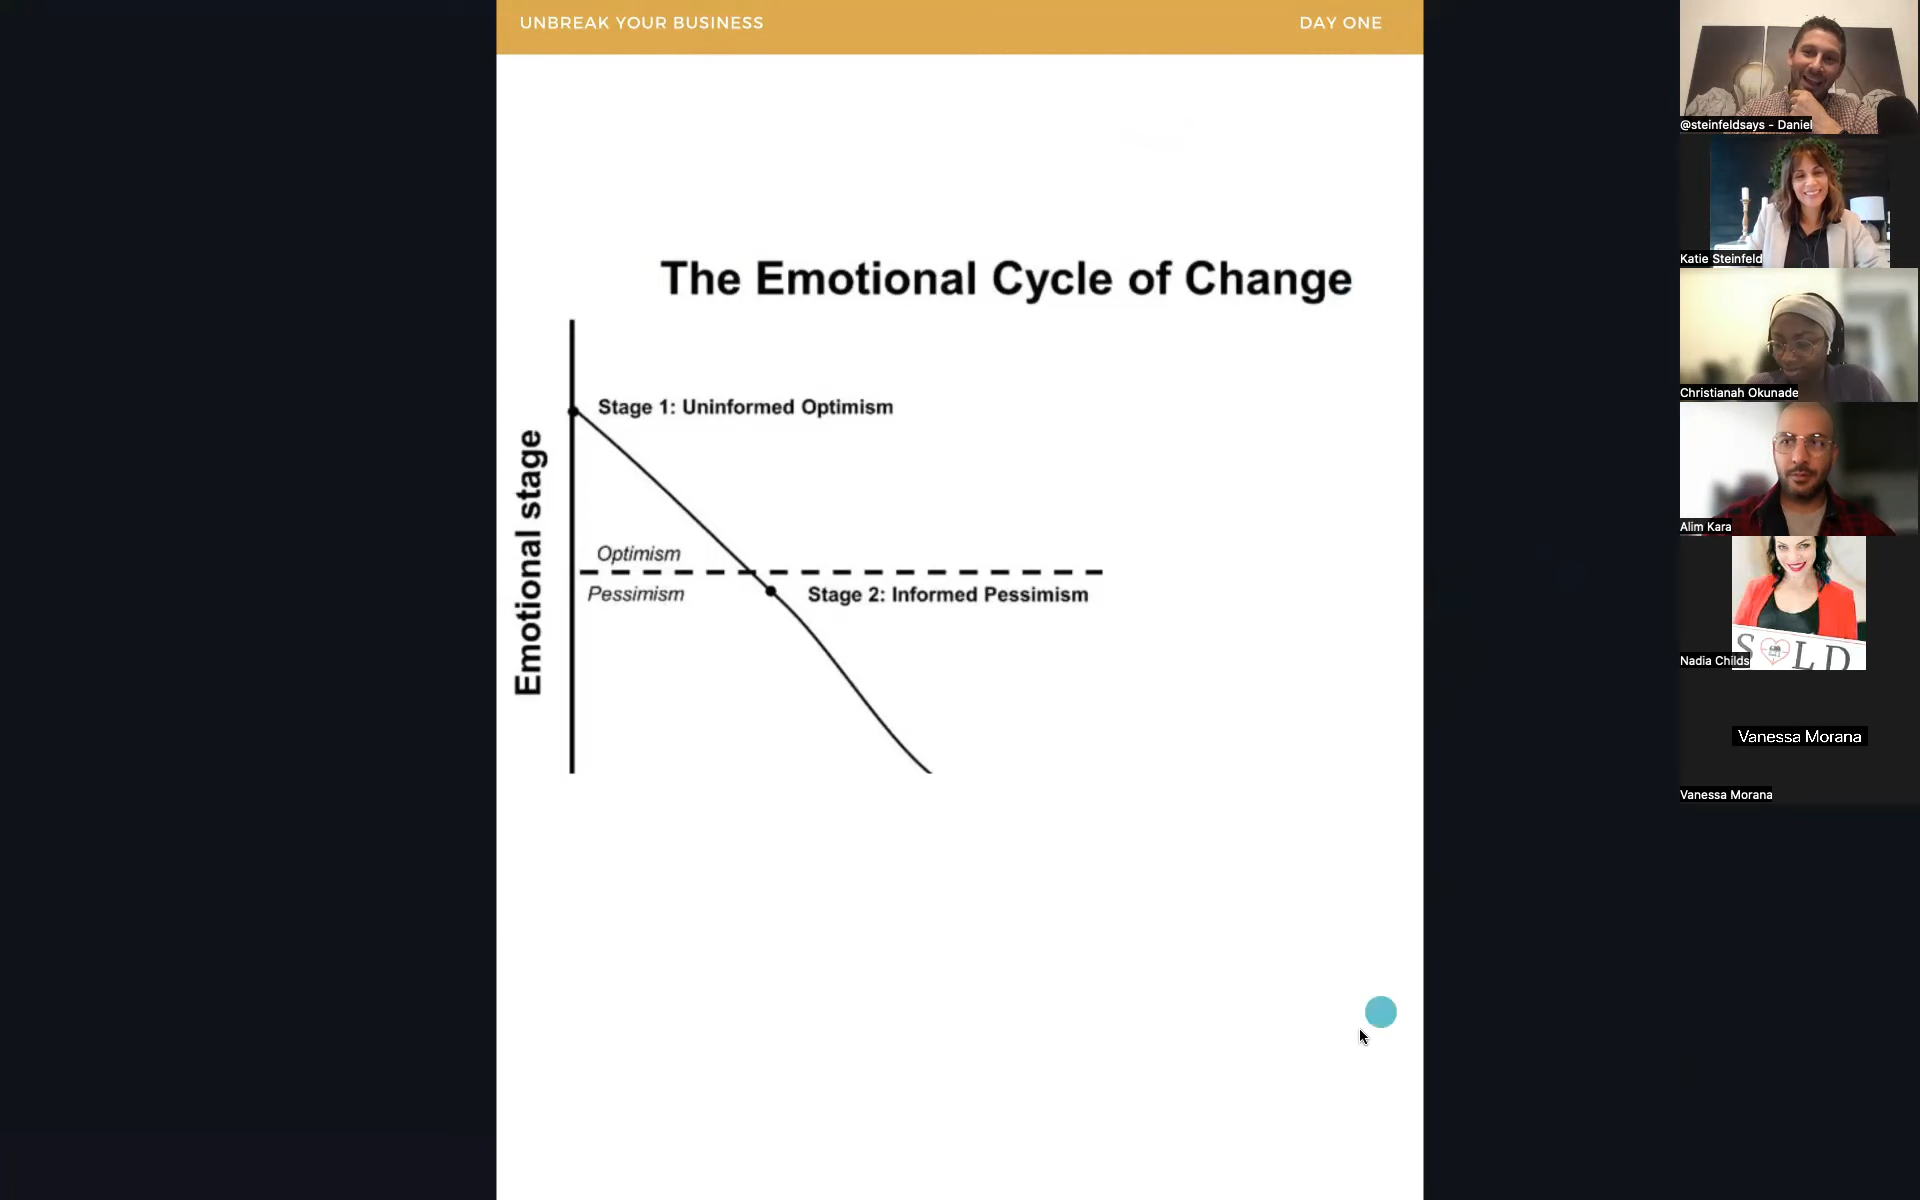 UNBREAK YOUR BUSINESS
DAY ONE
The Emotional Cycle of Change
Emotional stage
Stage 1: Uninformed Optimism
Optimism
Pessimism
Stage 2: Informed Pessimism
@steinfeldsays - Daniel
Katie Steinfeld
Christianah Okunade
Alim Kara
S LD
Nadia Childs
Vanessa Morana
Vanessa Morana